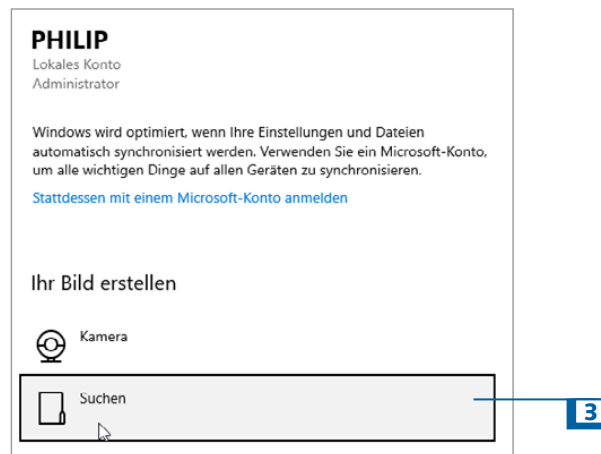 PHILIP
Lokales Konto
Administrator
Windows wird optimiert, wenn Ihre Einstellungen und Dateien
automatisch synchronisiert werden. Verwenden Sie ein Microsoft-Konto,
um alle wichtigen Dinge auf allen Geräten zu synchronisieren.
Stattdessen mit einem Microsoft-Konto anmelden
Ihr Bild erstellen
Kamera
Suchen
3